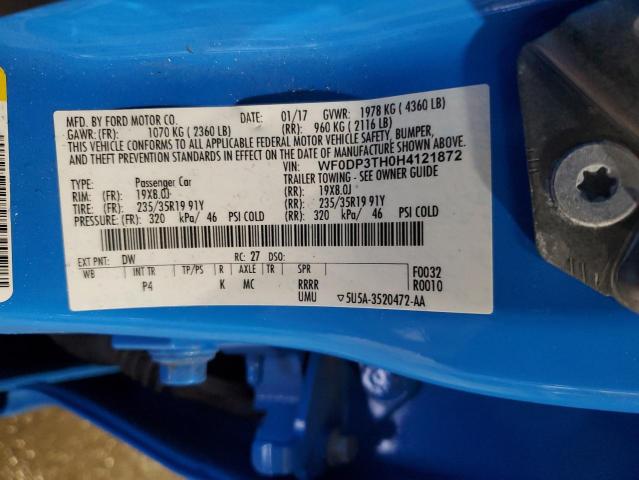 MFD. BY FORD MOTOR CO. DATE: 01/17 GVWR: 1978 KG ( 4360 LB)
GAWR: (FR): 1070 KG ( 2360 LB) (RR): 960 KG ( 2116 LB)
THIS VEHICLE CONFORMS TO ALL APPLICABLE FEDERAL MOTOR VEHICLE SAFETY, BUMPER,
AND THEFT PREVENTION STANDARDS IN EFFECT ON THE DATE OF MANUFACTURE SHOWN ABOVE
VIN: WF0DP3TH0H4121872
TYPE: Passenger Car TRAILER TOWING - SEE OWNER GUIDE
RIM: (FR): 19X8.0J (RR): 19X8.0J
TIRE: (FR): 235/35R19 91Y (RR): 235/35R19 91Y
PRESSURE: (FR): 320 kPa/ 46 PSI COLD (RR): 320 kPa/ 46 PSI COLD
EXT PNT: DW RC: 27 DSO:
WB INT TR TP/PS R AXLE TR SPR F0032
P4 K MC RRRR R0010
UMU ▽5U5A-3520472-AA